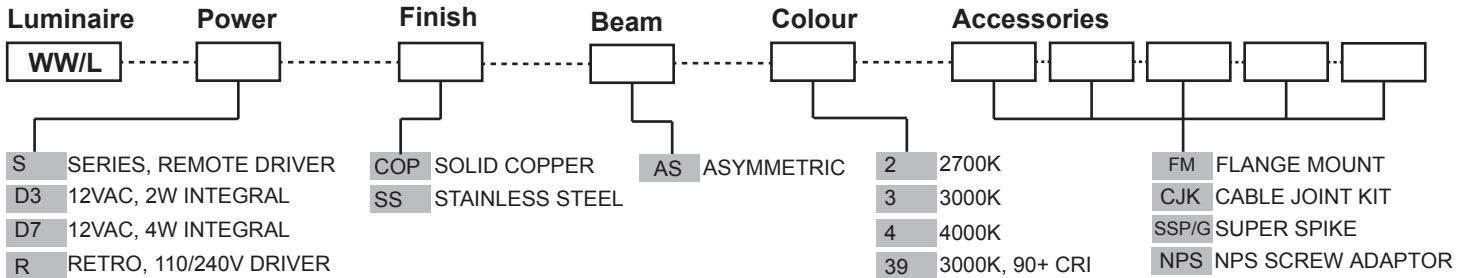 Luminaire Power Finish Beam Colour Accessories
WW/L
S SERIES, REMOTE DRIVER COP SOLID COPPER AS ASYMMETRIC 2 2700K FM FLANGE MOUNT
D3 12VAC, 2W INTEGRAL SS STAINLESS STEEL 3 3000K CJK CABLE JOINT KIT
D7 12VAC, 4W INTEGRAL 4 4000K SSP/G SUPER SPIKE
R RETRO, 110/240V DRIVER 39 3000K, 90+ CRI NPS NPS SCREW ADAPTOR